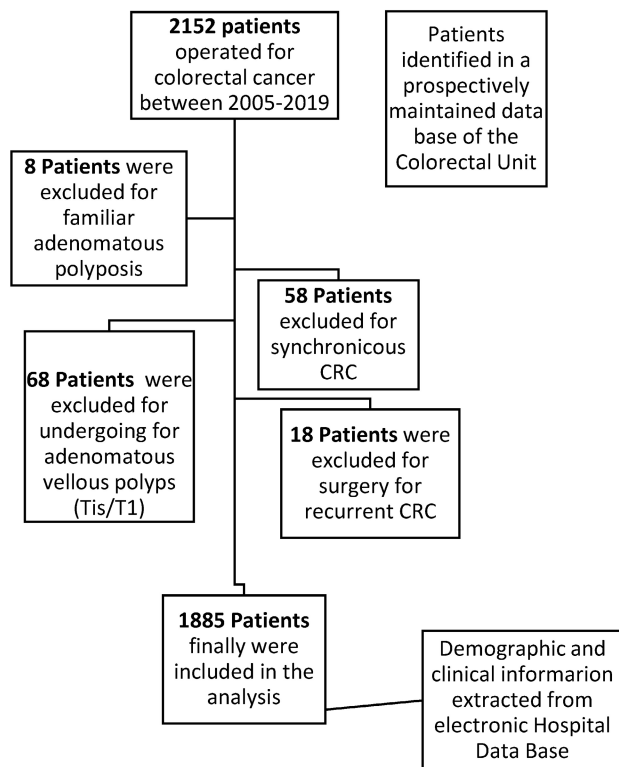 2152 patients
operated for
colorectal cancer
between 2005-2019
Patients
identified in a
prospectively
maintained data
base of the
Colorectal Unit
8 Patients were
excluded for
familiar
adenomatous
polyposis
58 Patients
excluded for
synchronicous
CRC
68 Patients were
excluded for
undergoing for
adenomatous
vellous polyps
(Tis/T1)
18 Patients were
excluded for
surgery for
recurrent CRC
1885 Patients
finally were
included in the
analysis
Demographic and
clinical informarion
extracted from
electronic Hospital
Data Base